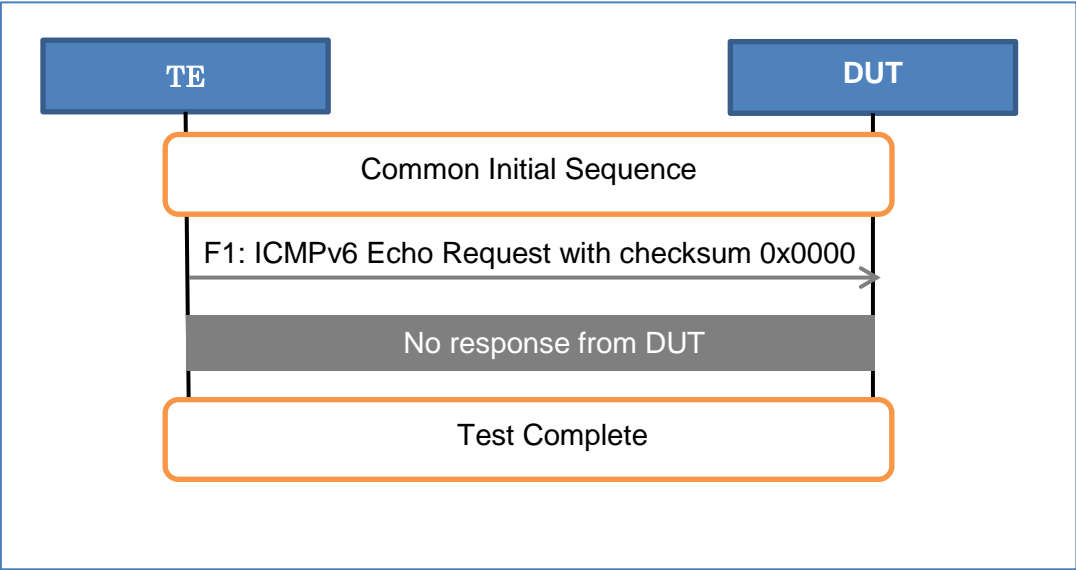 TE
DUT
Common Initial Sequence
F1: ICMPv6 Echo Request with checksum 0x0000
No response from DUT
Test Complete